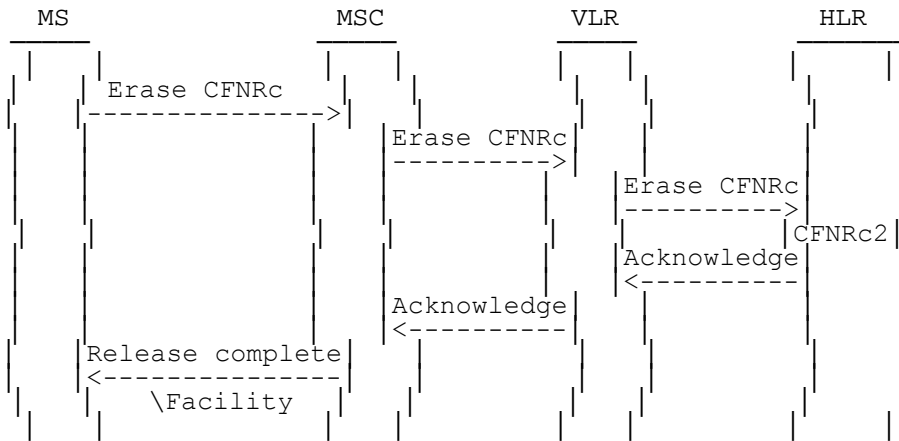 MS MSC VLR HLR
Erase CFNRc
Erase CFNRc
Erase CFNRc
CFNRc2
Acknowledge
Acknowledge
Release complete
\Facility